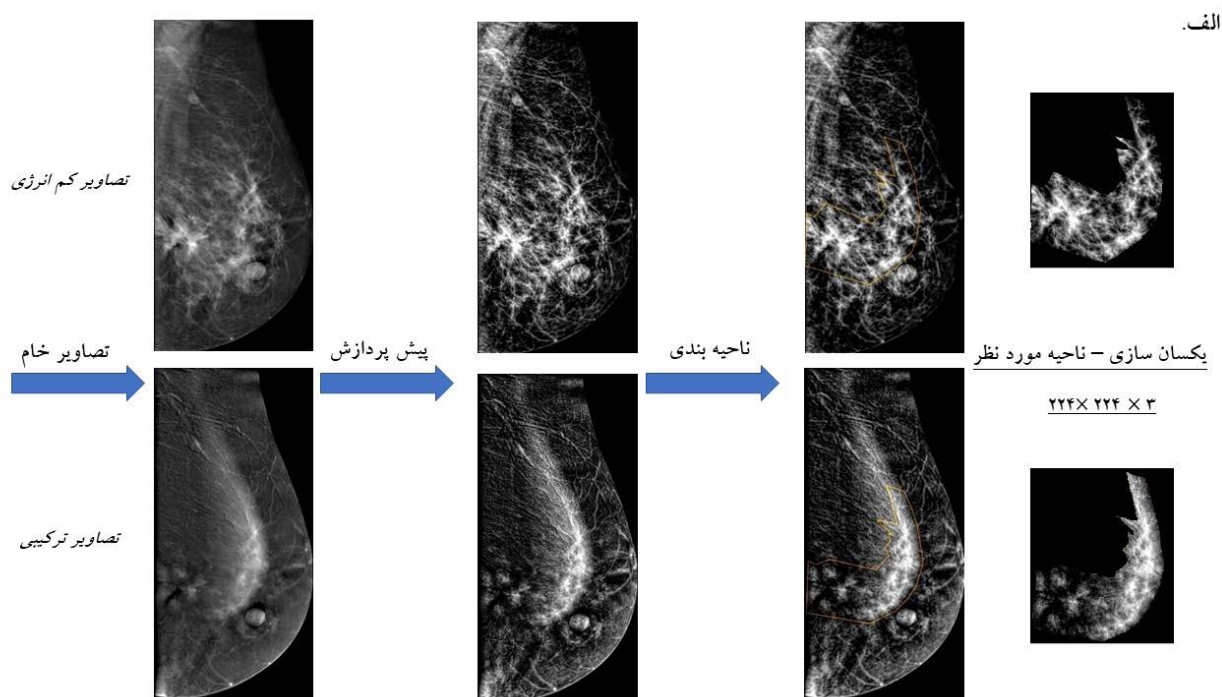 الف.
تصاویر کم انرژی
تصاویر خام
پیش پردازش
ناحیه بندی
یکسان سازی – ناحیه مورد نظر
۲۲۴× ۲۲۴ × ۳
تصاویر ترکیبی